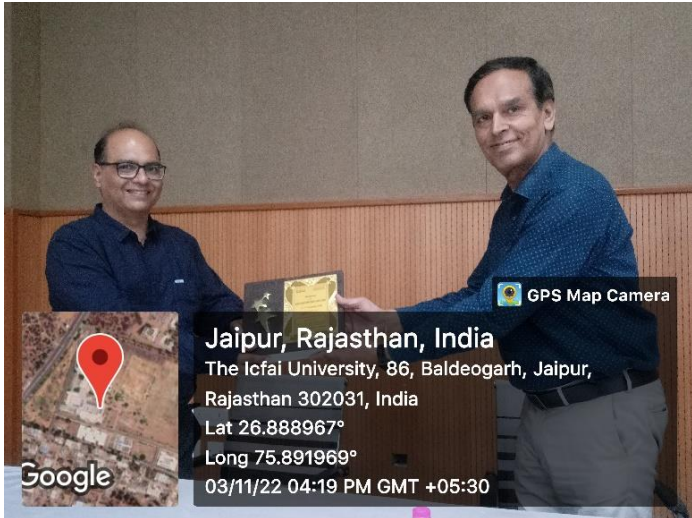 GPS Map Camera
Jaipur, Rajasthan, India
The Icfai University, 86, Baldeogarh, Jaipur,
Rajasthan 302031, India
Lat 26.888967°
Long 75.891969°
03/11/22 04:19 PM GMT +05:30
Google